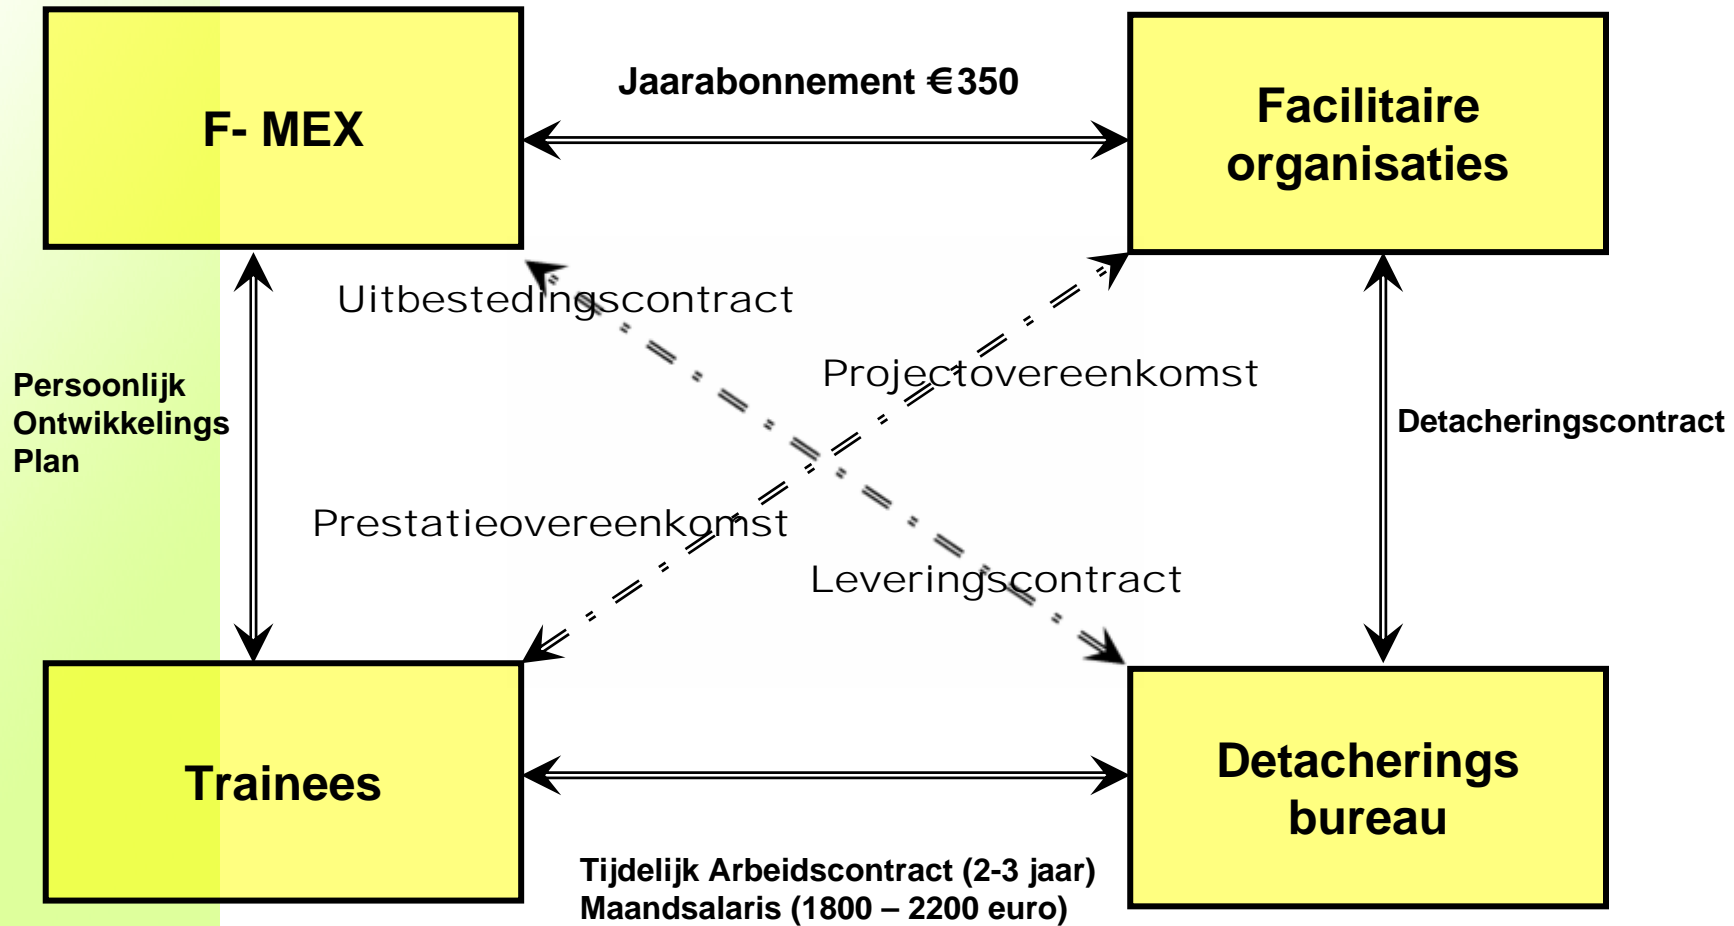 Jaarabonnement €350
F- MEX
Facilitaire
organisaties
Uitbestedingscontract
Projectovereenkomst
Persoonlijk
Ontwikkelings
Plan
Detacheringscontract
Prestatieovereenkomst
Leveringscontract
Trainees
Detacherings
bureau
Tijdelijk Arbeidscontract (2-3 jaar)
Maandsalaris (1800 – 2200 euro)